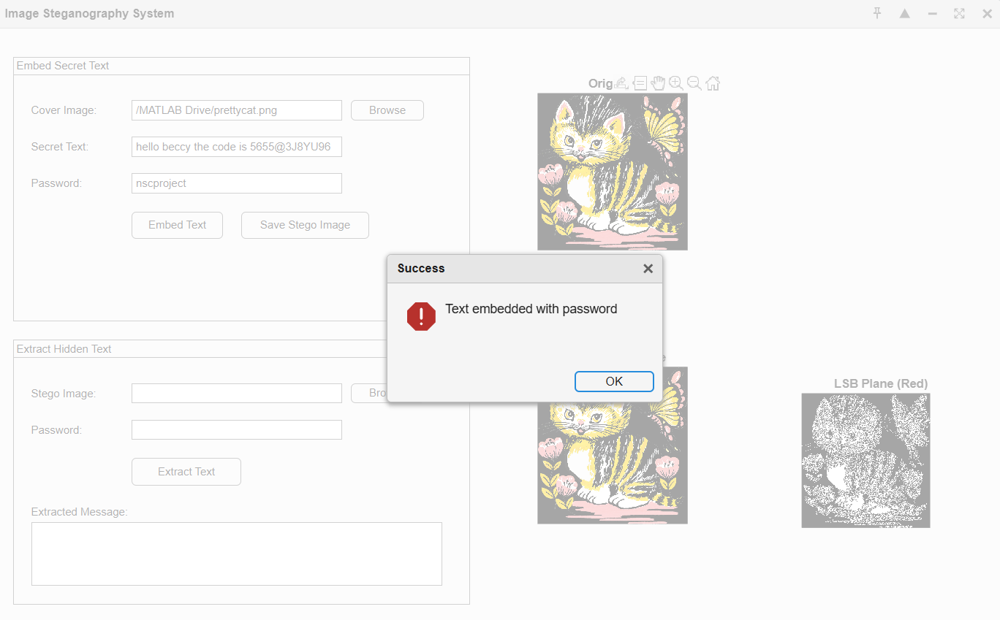 Image Steganography System
Embed Secret Text
Cover Image: /MATLAB Drive/prettycat.png Browse
Secret Text: hello beccy the code is 5655@3J8YU96
Password: nscproject
Embed Text Save Stego Image
Orig
Success
Text embedded with password
OK
Extract Hidden Text
Stego Image: Bro
Password:
Extract Text
Extracted Message:
e
LSB Plane (Red)